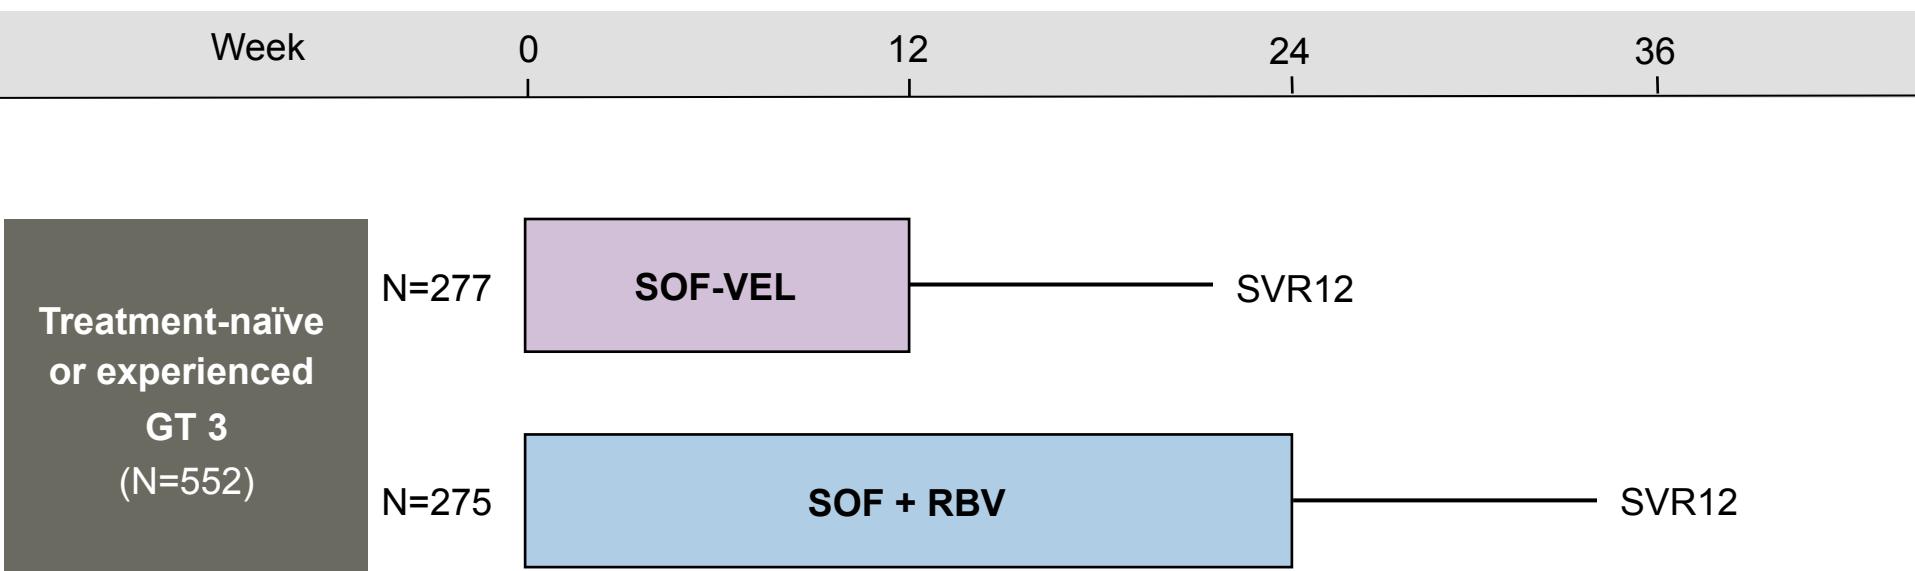 Week 0 12 24 36
Treatment-naïve
or experienced
GT 3
(N=552)
N=277 SOF-VEL SVR12
N=275 SOF + RBV SVR12